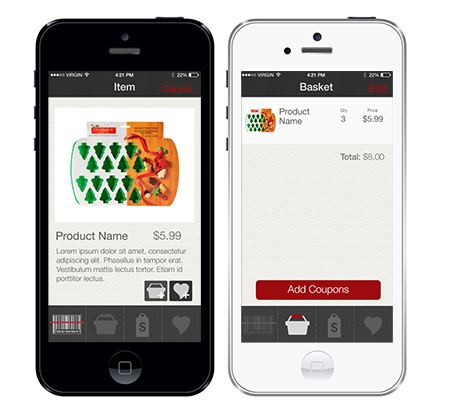 VIRGIN 4:21 PM 22%
Item Cancel
Product Name $5.99
Lorem ipsum dolor sit amet, consectetur
adipiscing elit. Phasellus in tempor erat.
Vestibulum mattis lectus tortor. Etiam id
porttitor lectus.
$
VIRGIN 4:21 PM 22%
Basket Edit
Product Qty Price
Name 3 $5.99
Total: $8.00
Add Coupons
$